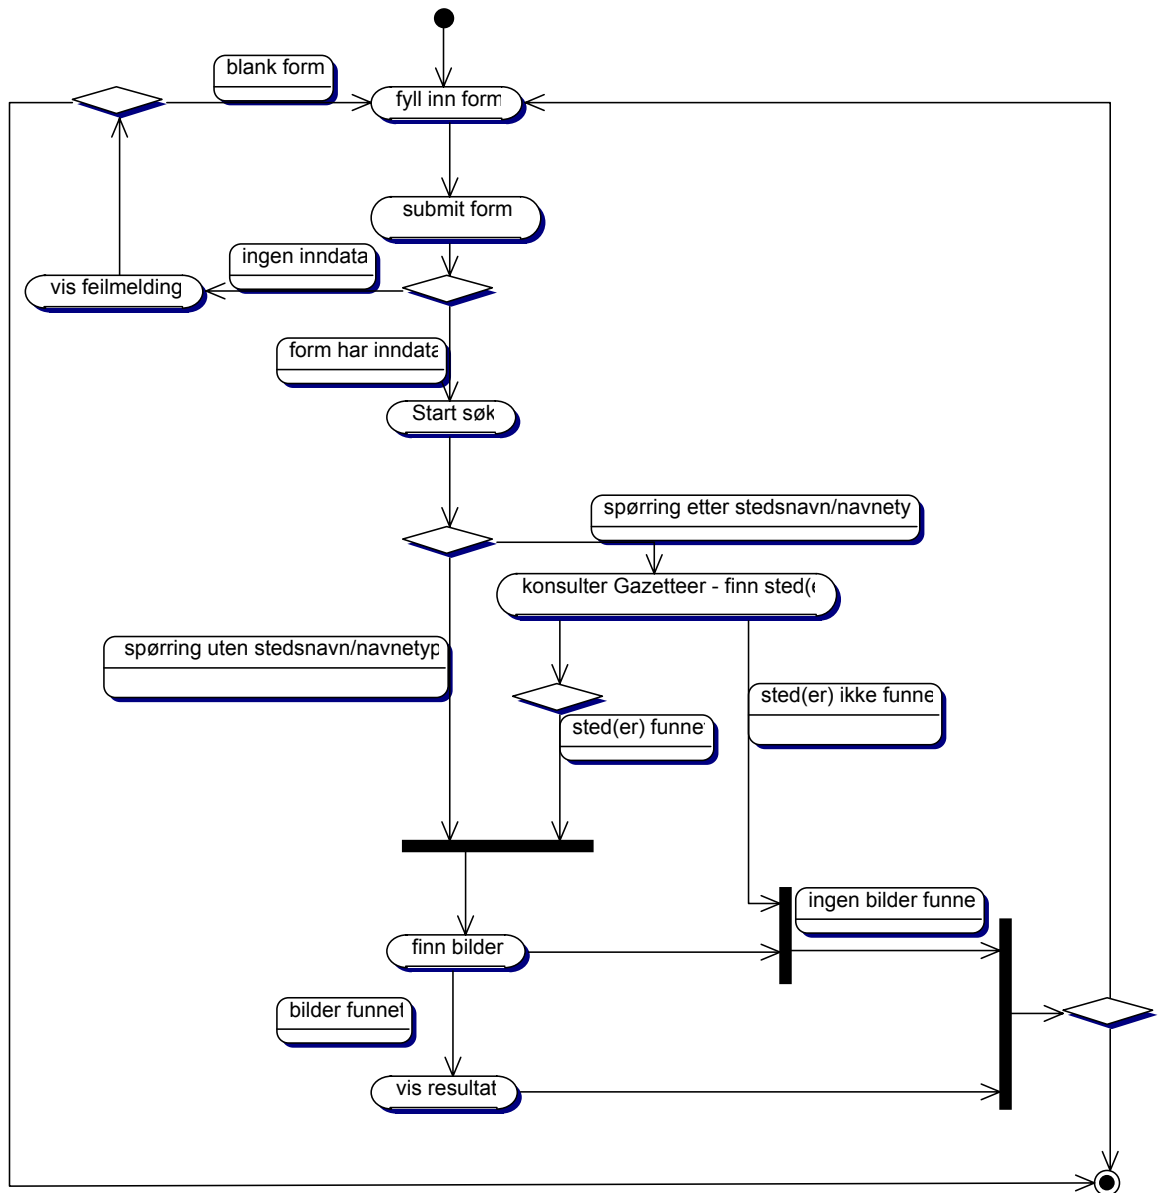 blank form
fyll inn form
submit form
ingen inndata
vis feilmelding
form har inndata
Start søk
spørring etter stedsnavn/navnety
konsulter Gazetteer - finn sted(e
spørring uten stedsnavn/navnetyp
sted(er) ikke funne
sted(er) funnet
ingen bilder funne
finn bilder
bilder funnet
vis resultat